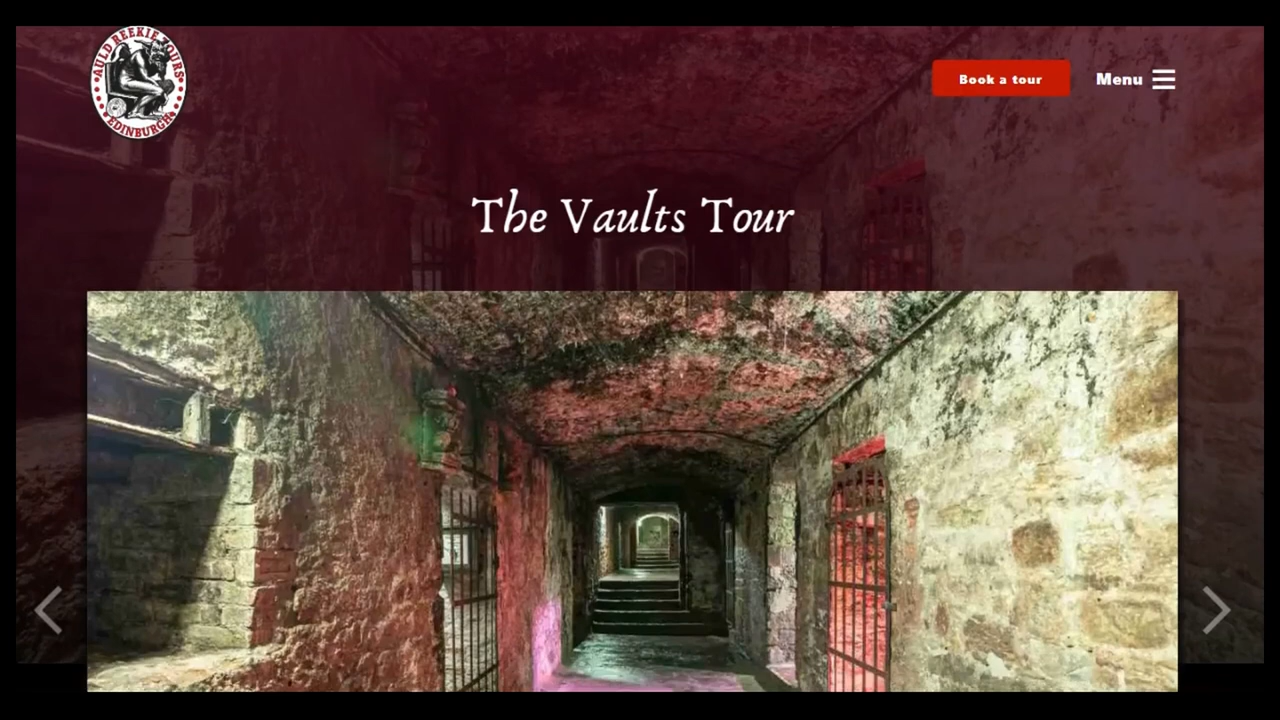 AULD REEKIE TOURS
EDINBURGH
Book a tour
Menu
The Vaults Tour